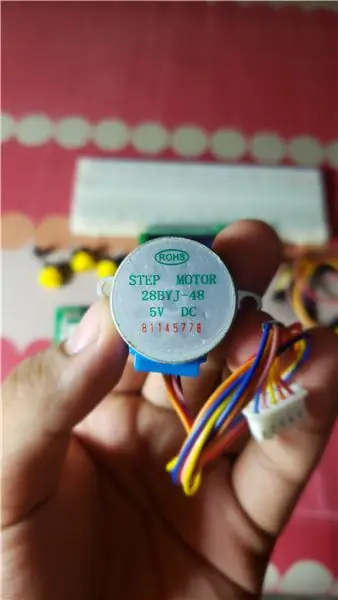 ROHS
STEP MOTOR
28BYJ-48
5V DC
81145776